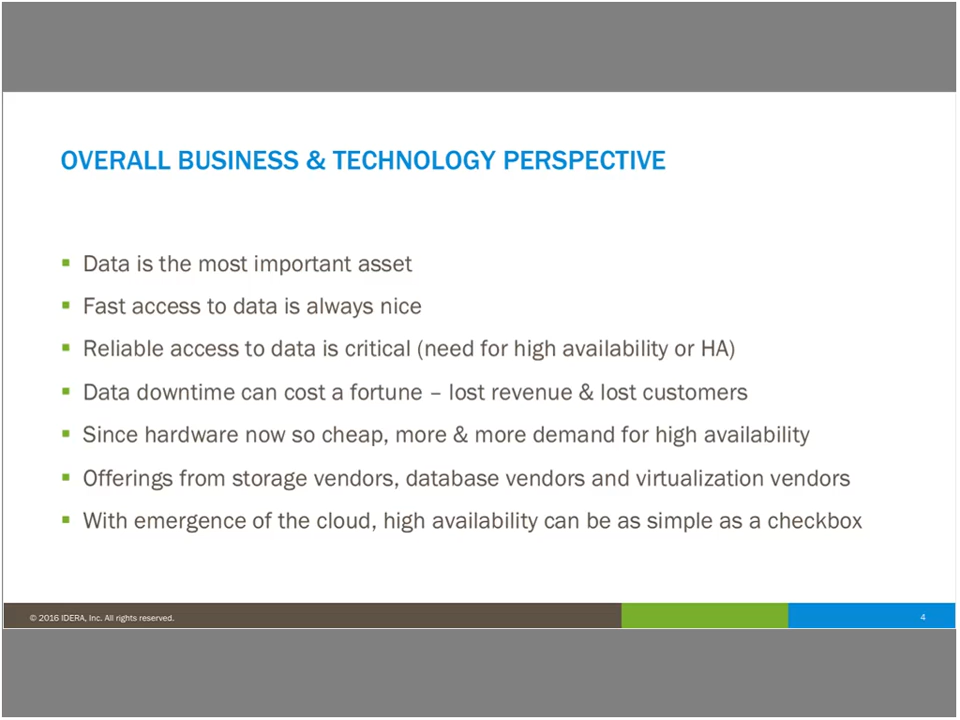 OVERALL BUSINESS & TECHNOLOGY PERSPECTIVE
▪ Data is the most important asset
▪ Fast access to data is always nice
▪ Reliable access to data is critical (need for high availability or HA)
▪ Data downtime can cost a fortune – lost revenue & lost customers
▪ Since hardware now so cheap, more & more demand for high availability
▪ Offerings from storage vendors, database vendors and virtualization vendors
▪ With emergence of the cloud, high availability can be as simple as a checkbox
© 2016 IDERA, Inc. All rights reserved.
4